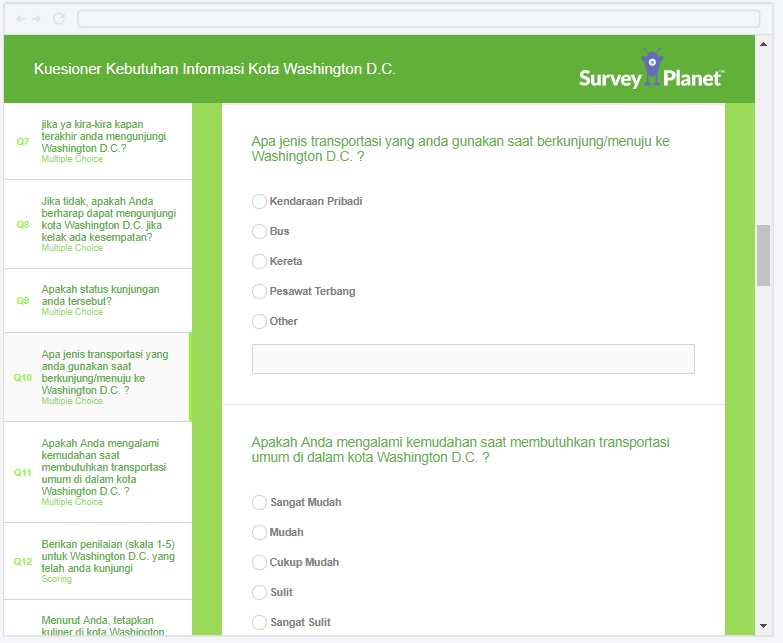 Kuesioner Kebutuhan Informasi Kota Washington D.C.
Survey Planet™
Q7
jika ya kira-kira kapan
terakhir anda mengunjungi
Washington D.C.?
Multiple Choice
Q8
Jika tidak, apakah Anda
berharap dapat mengunjungi
kota Washington D.C. jika
kelak ada kesempatan?
Multiple Choice
Q9
Apakah status kunjungan
anda tersebut?
Multiple Choice
Q10
Apa jenis transportasi yang
anda gunakan saat
berkunjung/menuju ke
Washington D.C. ?
Multiple Choice
Q11
Apakah Anda mengalami
kemudahan saat
membutuhkan transportasi
umum di dalam kota
Washington D.C. ?
Multiple Choice
Q12
Berikan penilaian (skala 1-5)
untuk Washington D.C. yang
telah anda kunjungi
Scoring
Menurut Anda, tetapkan
kuliner di kota Washington
Apa jenis transportasi yang anda gunakan saat berkunjung/menuju ke
Washington D.C. ?
Kendaraan Pribadi
Bus
Kereta
Pesawat Terbang
Other
Apakah Anda mengalami kemudahan saat membutuhkan transportasi
umum di dalam kota Washington D.C. ?
Sangat Mudah
Mudah
Cukup Mudah
Sulit
Sangat Sulit